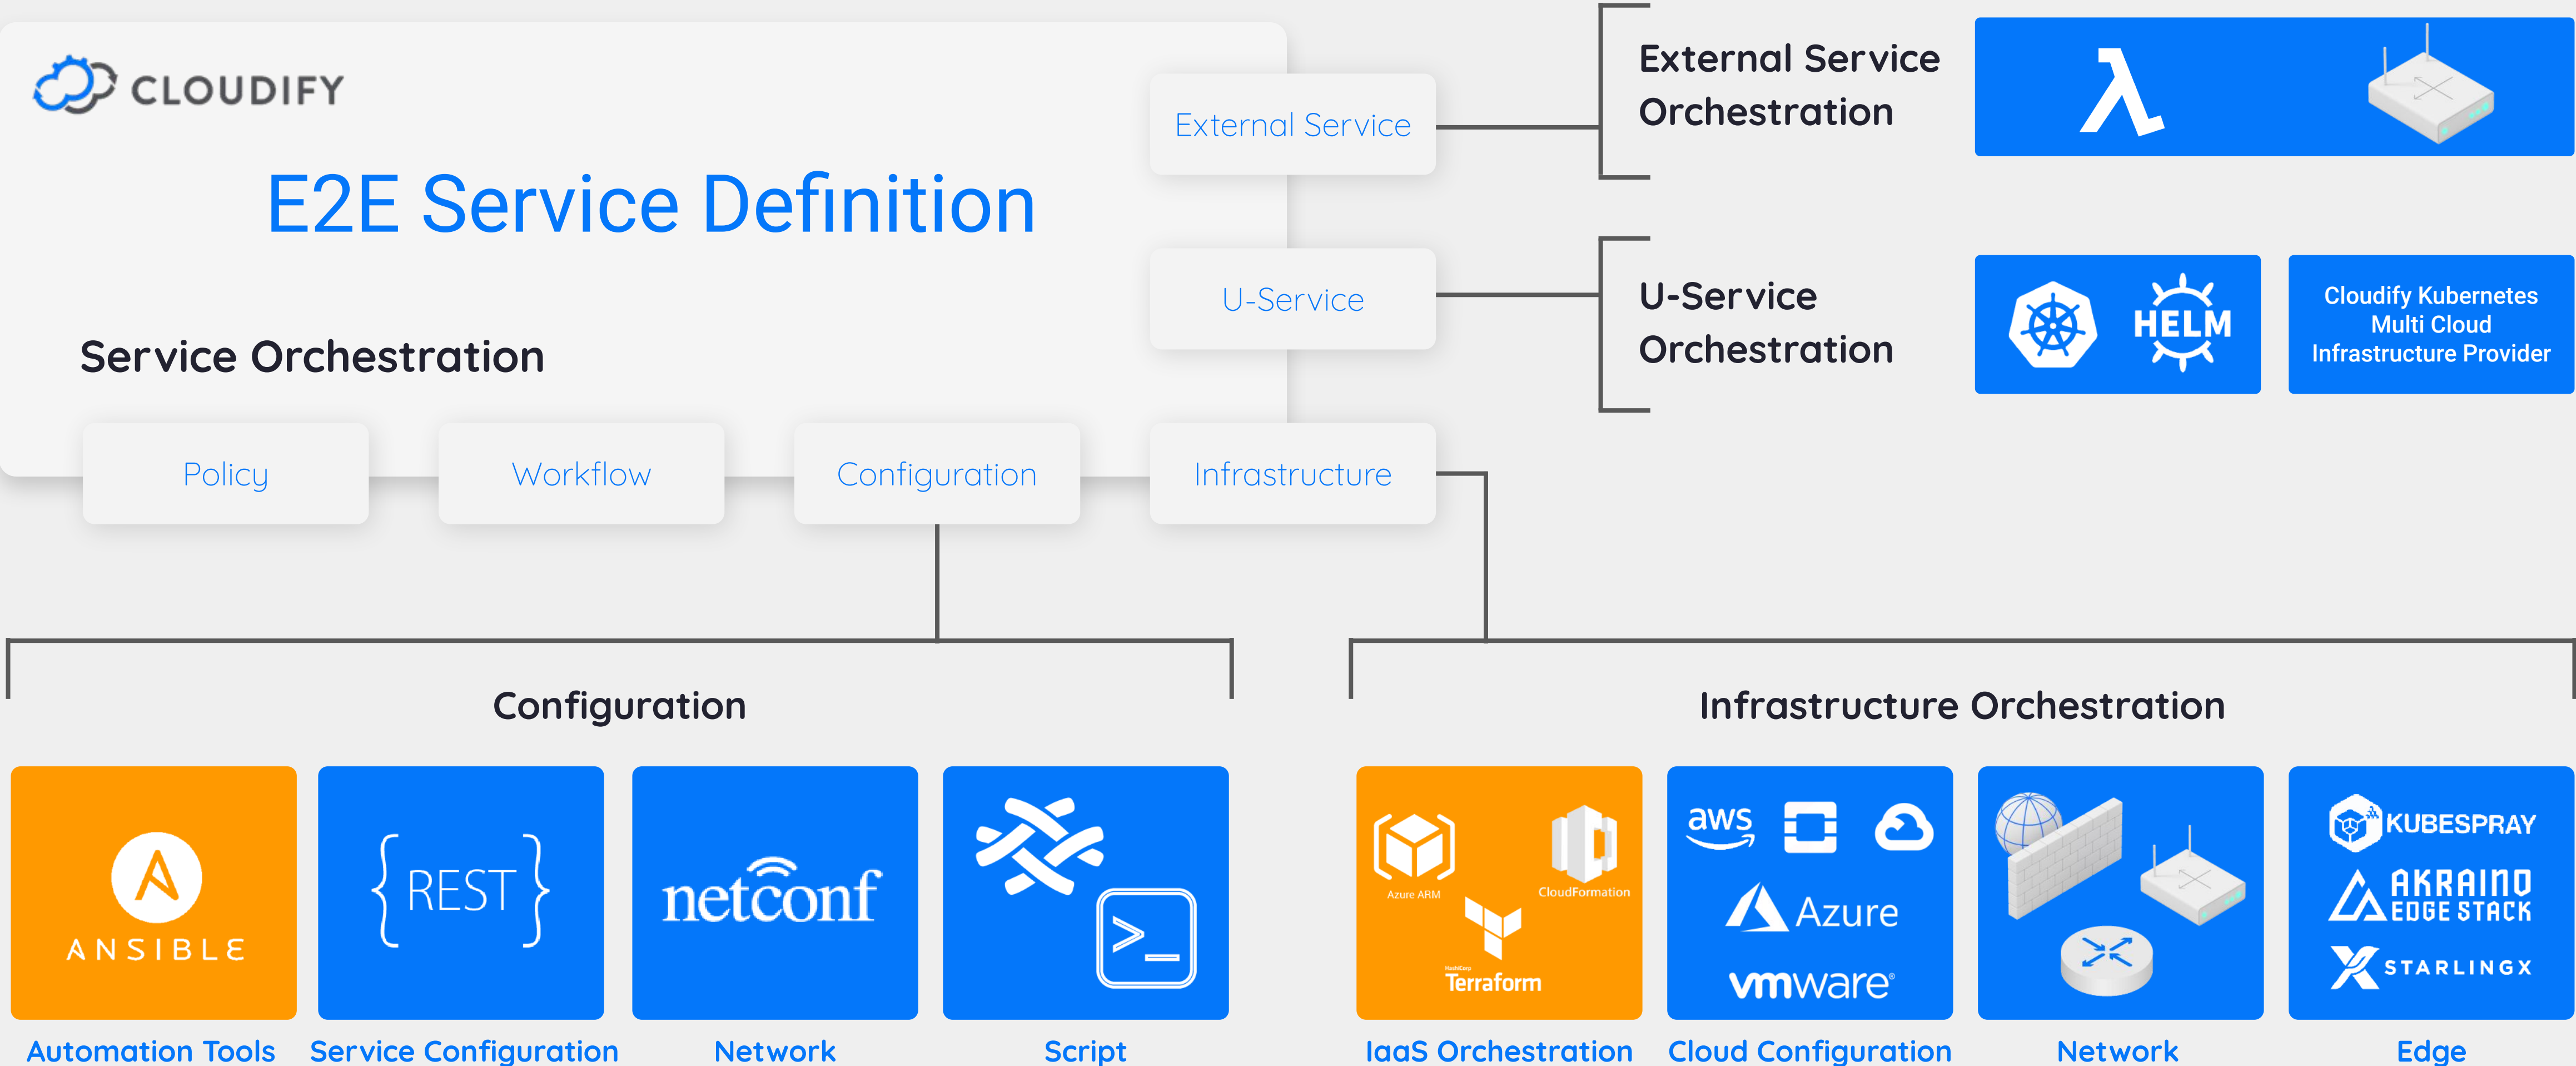 CLOUDIFY
E2E Service Definition
Service Orchestration
External Service
U-Service
Policy
Workflow
Configuration
Infrastructure
External Service
Orchestration
λ
U-Service
Orchestration
HELM
Cloudify Kubernetes
Multi Cloud
Infrastructure Provider
Configuration
ANSIBLE
Automation Tools
{REST}
Service Configuration
netconf
Network
>_
Script
Infrastructure Orchestration
Azure ARM
CloudFormation
HashiCorp
Terraform
IaaS Orchestration
aws
Azure
vmware®
Cloud Configuration
Network
KUBESPRAY
AKRAINO
EDGE STACK
STARLINGX
Edge